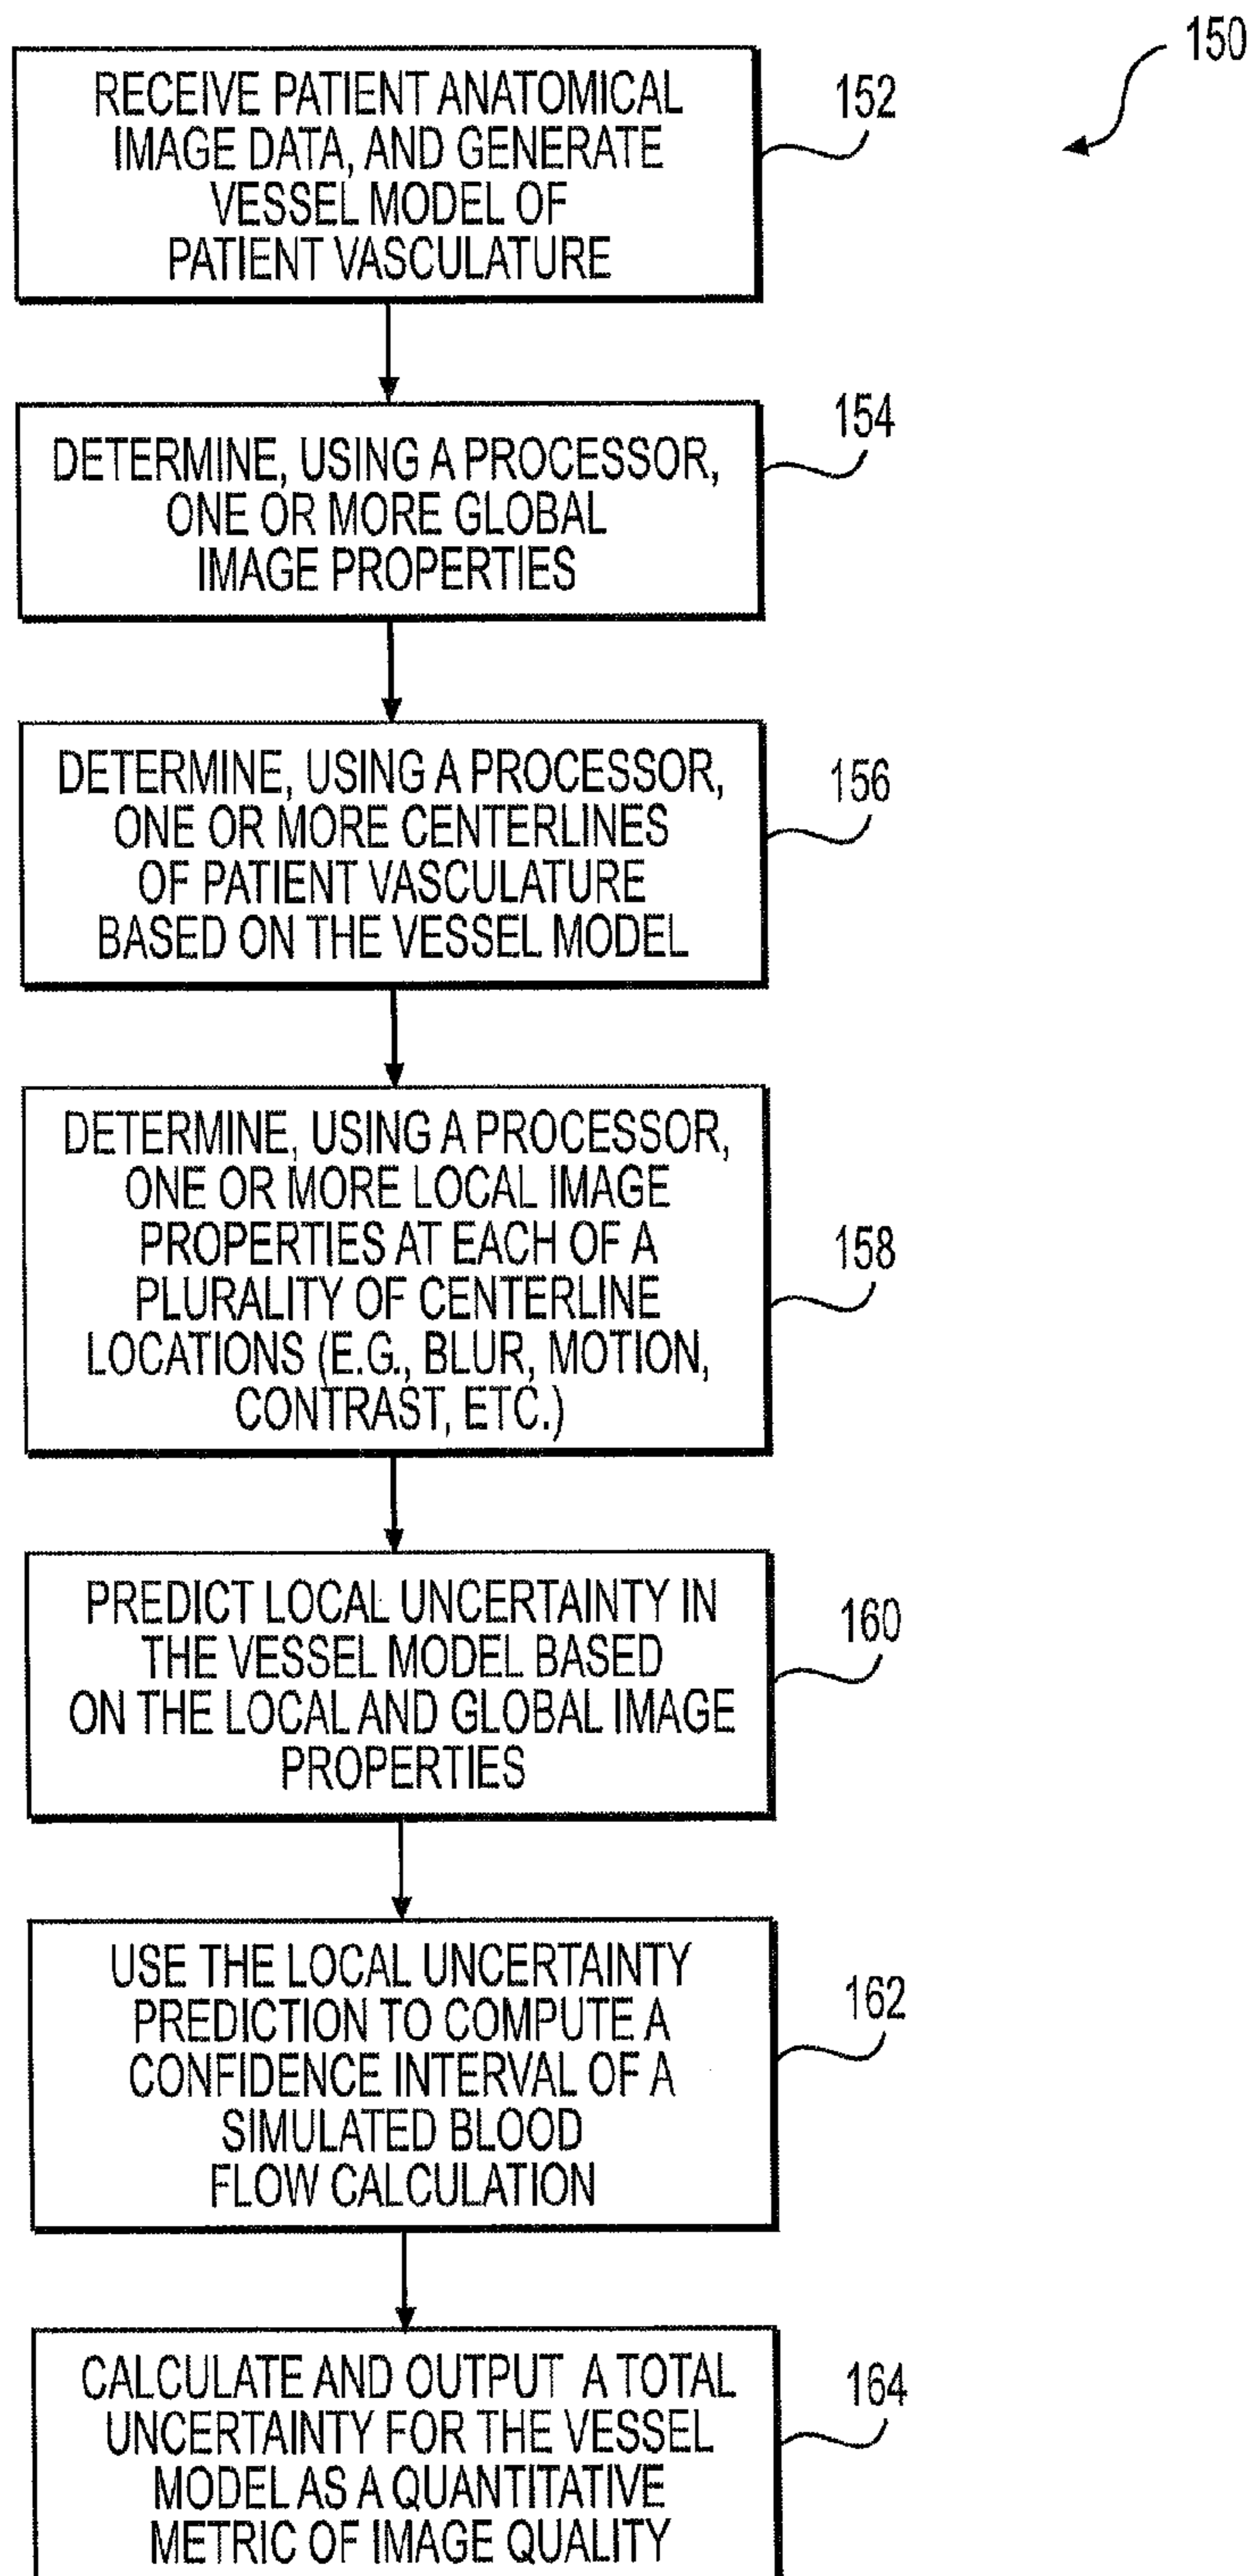 150
RECEIVE PATIENT ANATOMICAL
IMAGE DATA, AND GENERATE
VESSEL MODEL OF
PATIENT VASCULATURE
152
DETERMINE, USING A PROCESSOR,
ONE OR MORE GLOBAL
IMAGE PROPERTIES
154
DETERMINE, USING A PROCESSOR,
ONE OR MORE CENTERLINES
OF PATIENT VASCULATURE
BASED ON THE VESSEL MODEL
156
DETERMINE, USING A PROCESSOR,
ONE OR MORE LOCAL IMAGE
PROPERTIES AT EACH OF A
PLURALITY OF CENTERLINE
LOCATIONS (E.G., BLUR, MOTION,
CONTRAST, ETC.)
158
PREDICT LOCAL UNCERTAINTY IN
THE VESSEL MODEL BASED
ON THE LOCAL AND GLOBAL IMAGE
PROPERTIES
160
USE THE LOCAL UNCERTAINTY
PREDICTION TO COMPUTE A
CONFIDENCE INTERVAL OF A
SIMULATED BLOOD
FLOW CALCULATION
162
CALCULATE AND OUTPUT A TOTAL
UNCERTAINTY FOR THE VESSEL
MODEL AS A QUANTITATIVE
METRIC OF IMAGE QUALITY
164